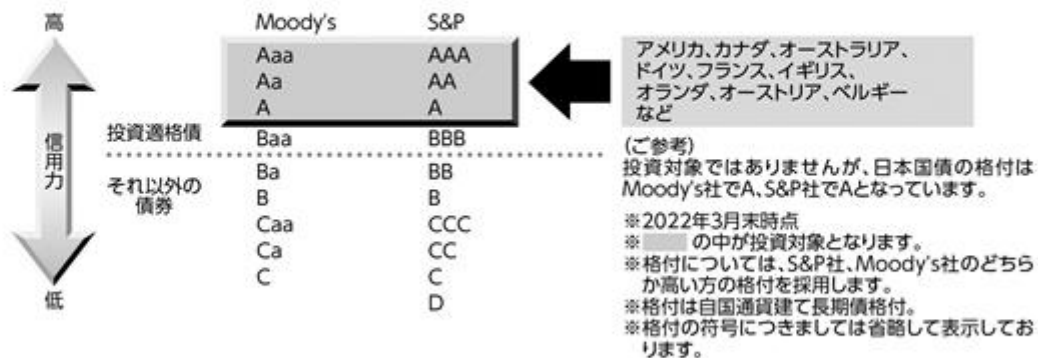 高
Moody's S&P
Aaa AAA
Aa AA
A A
投資適格債 Baa BBB
Ba BB
それ以外の
債券
B B
Caa CCC
Ca CC
C C
D
信用力
低
アメリカ、カナダ、オーストラリア、
ドイツ、フランス、イギリス、
オランダ、オーストリア、ベルギー
など
(ご参考)
投資対象ではありませんが、日本国債の格付は
Moody's社でA、S&P社でAとなっています。
※2022年3月末時点
※ の中が投資対象となります。
※格付については、S&P社、Moody's社のどちら
か高い方の格付を採用します。
※格付は自国通貨建て長期債格付。
※格付の符号につきましては省略して表示してお
ります。